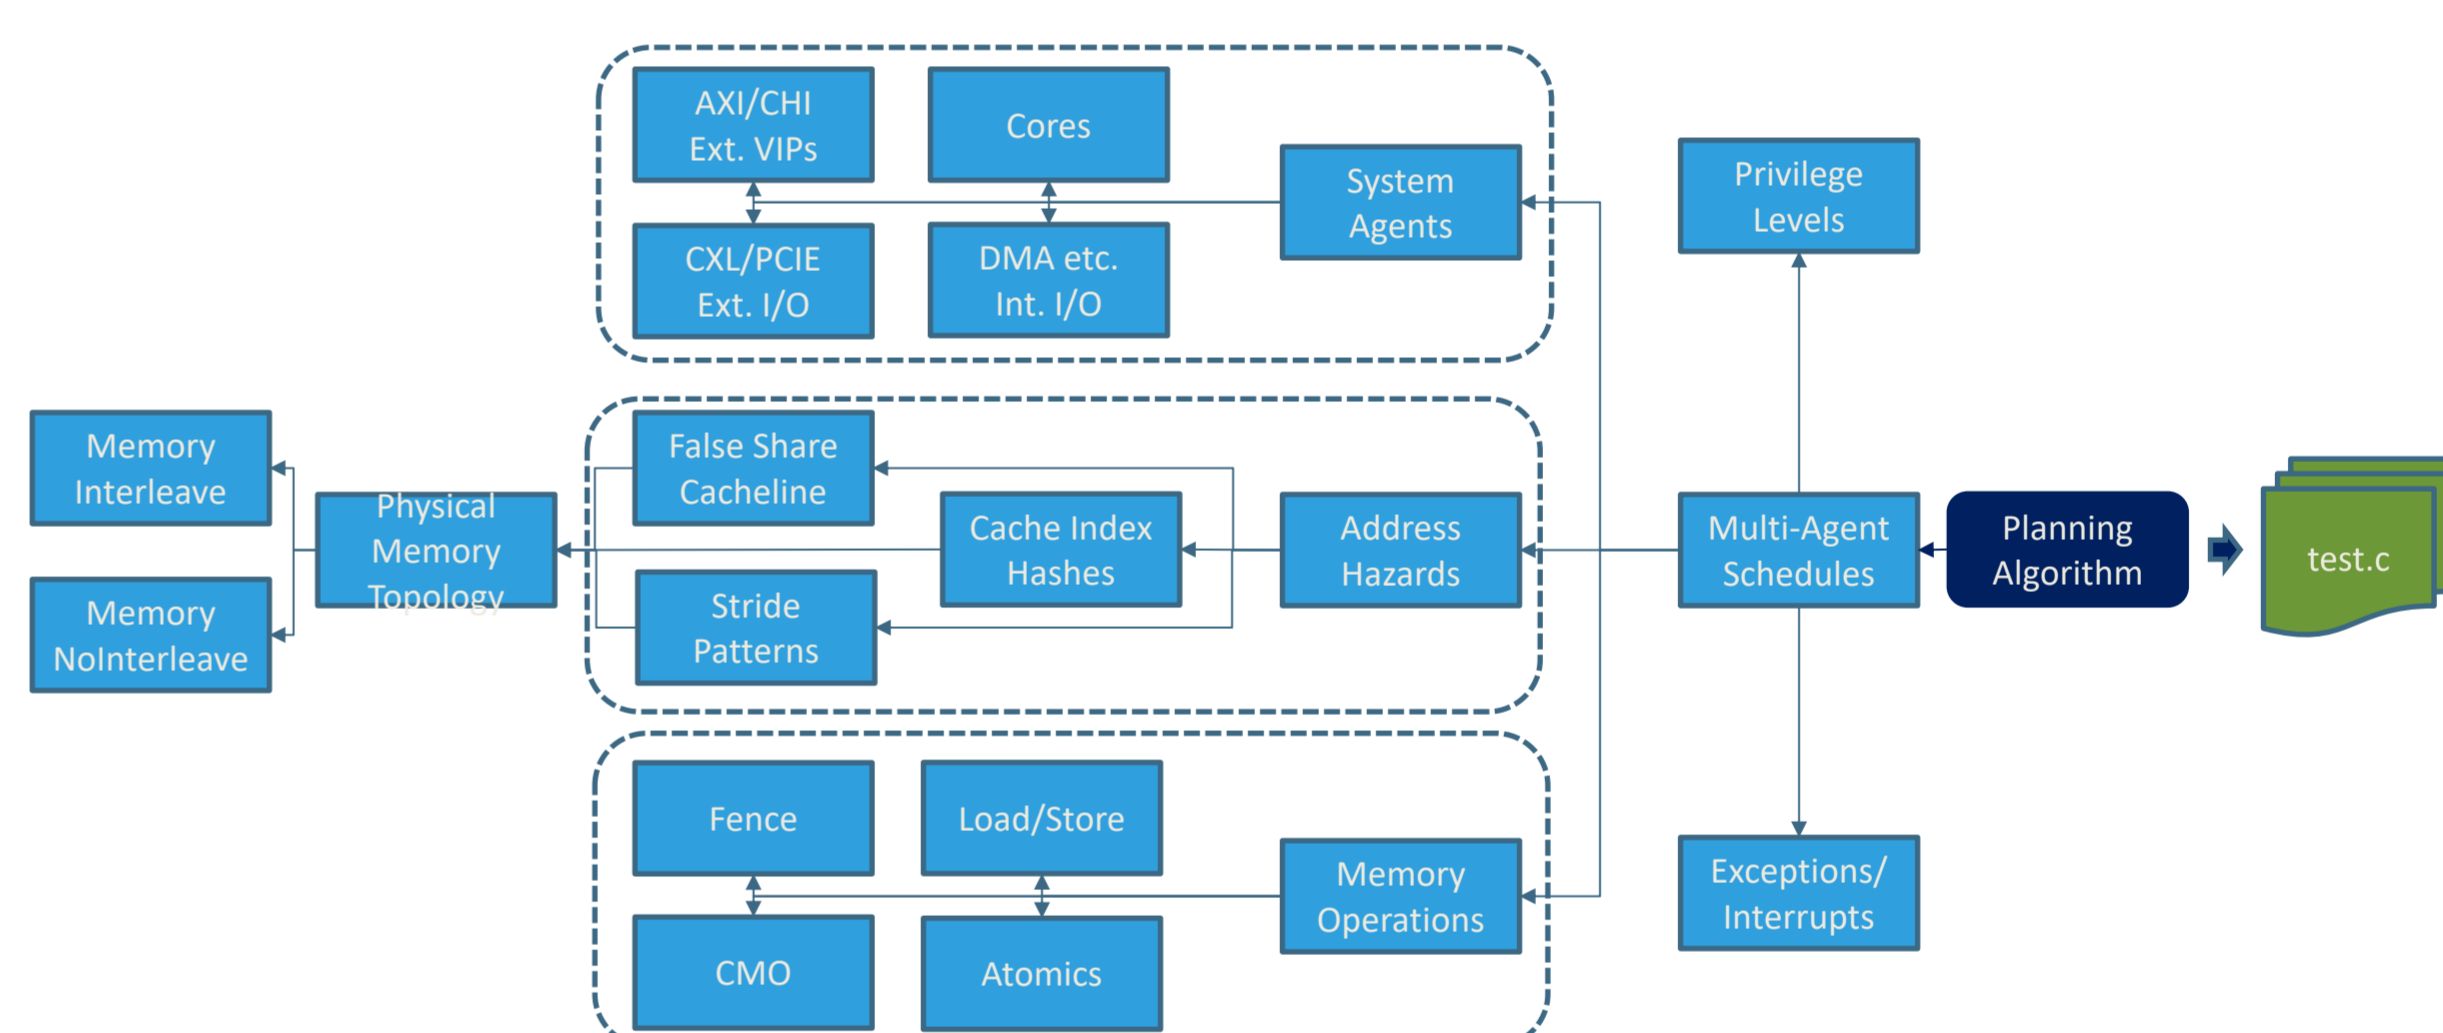 AXI/CHI
Ext. VIPs
Cores
System
Agents
CXL/PCIE
Ext. I/O
DMA etc.
Int. I/O
Privilege
Levels
Memory
Interleave
Memory
NoInterleave
Physical
Memory
Topology
False Share
Cacheline
Cache Index
Hashes
Stride
Patterns
Address
Hazards
Multi-Agent
Schedules
Planning
Algorithm
test.c
Fence
Load/Store
Memory
Operations
CMO
Atomics
Exceptions/
Interrupts